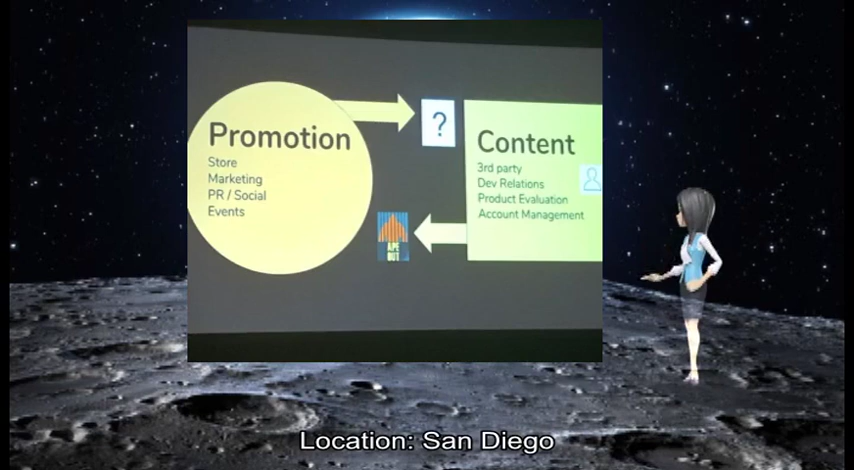 Promotion
Store
Marketing
PR / Social
Events
?
Content
3rd party
Dev Relations
Product Evaluation
Account Management
APE
OUT
Location: San Diego